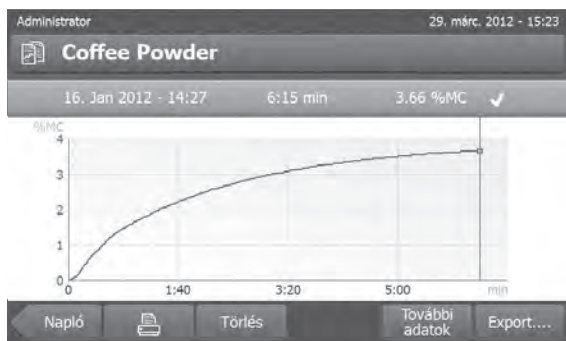 Administrator 29. márc. 2012 - 15:23
Coffee Powder
16. Jan 2012 - 14:27 6:15 min 3.66 %MC
%MC
4
3
2
1
0
0 1:40 3:20 5:00 min
Napló Törlés További adatok Export....